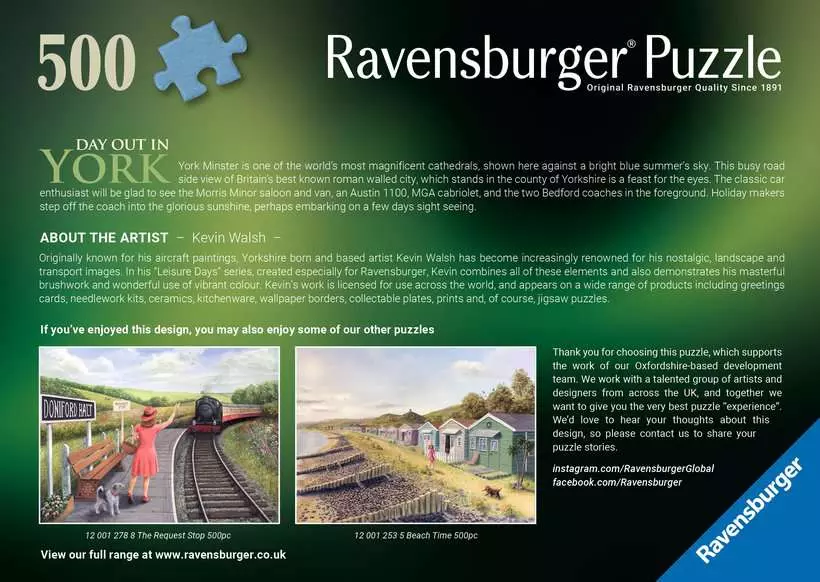 500
Ravensburger® Puzzle
Original Ravensburger Quality Since 1891
DAY OUT IN
YORK
York Minster is one of the world's most magnificent cathedrals, shown here against a bright blue summer's sky. This busy road
side view of Britain's best known roman walled city, which stands in the county of Yorkshire is a feast for the eyes. The classic car
enthusiast will be glad to see the Morris Minor saloon and van, an Austin 1100, MGA cabriolet, and the two Bedford coaches in the foreground. Holiday makers
step off the coach into the glorious sunshine, perhaps embarking on a few days sight seeing.
ABOUT THE ARTIST – Kevin Walsh –
Originally known for his aircraft paintings, Yorkshire born and based artist Kevin Walsh has become increasingly renowned for his nostalgic, landscape and
transport images. In his "Leisure Days" series, created especially for Ravensburger, Kevin combines all of these elements and also demonstrates his masterful
brushwork and wonderful use of vibrant colour. Kevin's work is licensed for use across the world, and appears on a wide range of products including greetings
cards, needlework kits, ceramics, kitchenware, wallpaper borders, collectable plates, prints and, of course, jigsaw puzzles.
If you've enjoyed this design, you may also enjoy some of our other puzzles
DONIFORD HALT
12 001 278 8 The Request Stop 500pc
12 001 253 5 Beach Time 500pc
Thank you for choosing this puzzle, which supports
the work of our Oxfordshire-based development
team. We work with a talented group of artists and
designers from across the UK, and together we
want to give you the very best puzzle "experience".
We'd love to hear your thoughts about this
design, so please contact us to share your
puzzle stories.
instagram.com/RavensburgerGlobal
facebook.com/Ravensburger
View our full range at www.ravensburger.co.uk
Ravensburger